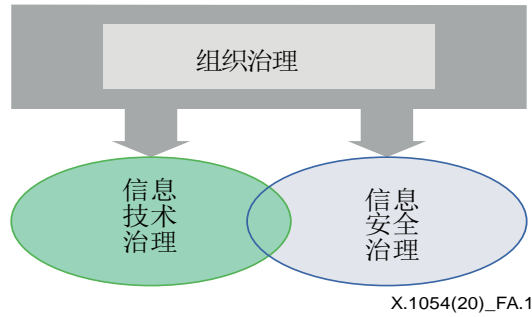 组织治理
信息
技术
治理
信息
安全
治理
X.1054(20)_FA.1